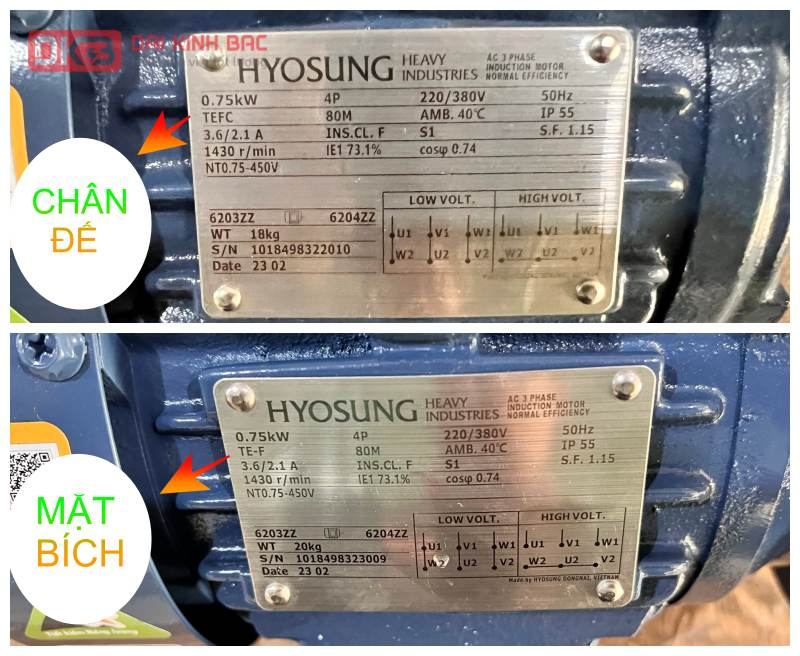 DKB ĐẠI KINH BẮC
HYOSUNG HEAVY INDUSTRIES AC 3 PHASE INDUCTION MOTOR NORMAL EFFICIENCY
0.75kW 4P 220/380V 50Hz
TEFC 80M AMB. 40℃ IP 55
3.6/2.1 A INS.CL. F S1 S.F. 1.15
1430 r/min IE1 73.1% cosφ 0.74
NT0.75-450V
LOW VOLT. HIGH VOLT.
6203ZZ 6204ZZ
WT 18kg
S/N 1018498322010
Date 23 02
U1 V1 W1 U1 V1 W1
W2 U2 V2 W2 U2 V2
CHÂN
ĐẾ
HYOSUNG HEAVY INDUSTRIES AC 3 PHASE INDUCTION MOTOR NORMAL EFFICIENCY
0.75kW 4P 220/380V 50Hz
TE-F 80M AMB. 40℃ IP 55
3.6/2.1 A INS.CL. F S1 S.F. 1.15
1430 r/min IE1 73.1% cosφ 0.74
NT0.75-450V
LOW VOLT. HIGH VOLT.
6203ZZ 6204ZZ
WT 20kg
S/N 1018498323009
Date 23 02
U1 V1 W1 U1 V1 W1
W2 U2 V2 W2 U2 V2
Made by HYOSUNG DONGNAI, VIETNAM
MẶT
BÍCH
Tiết kiệm Năng lượng